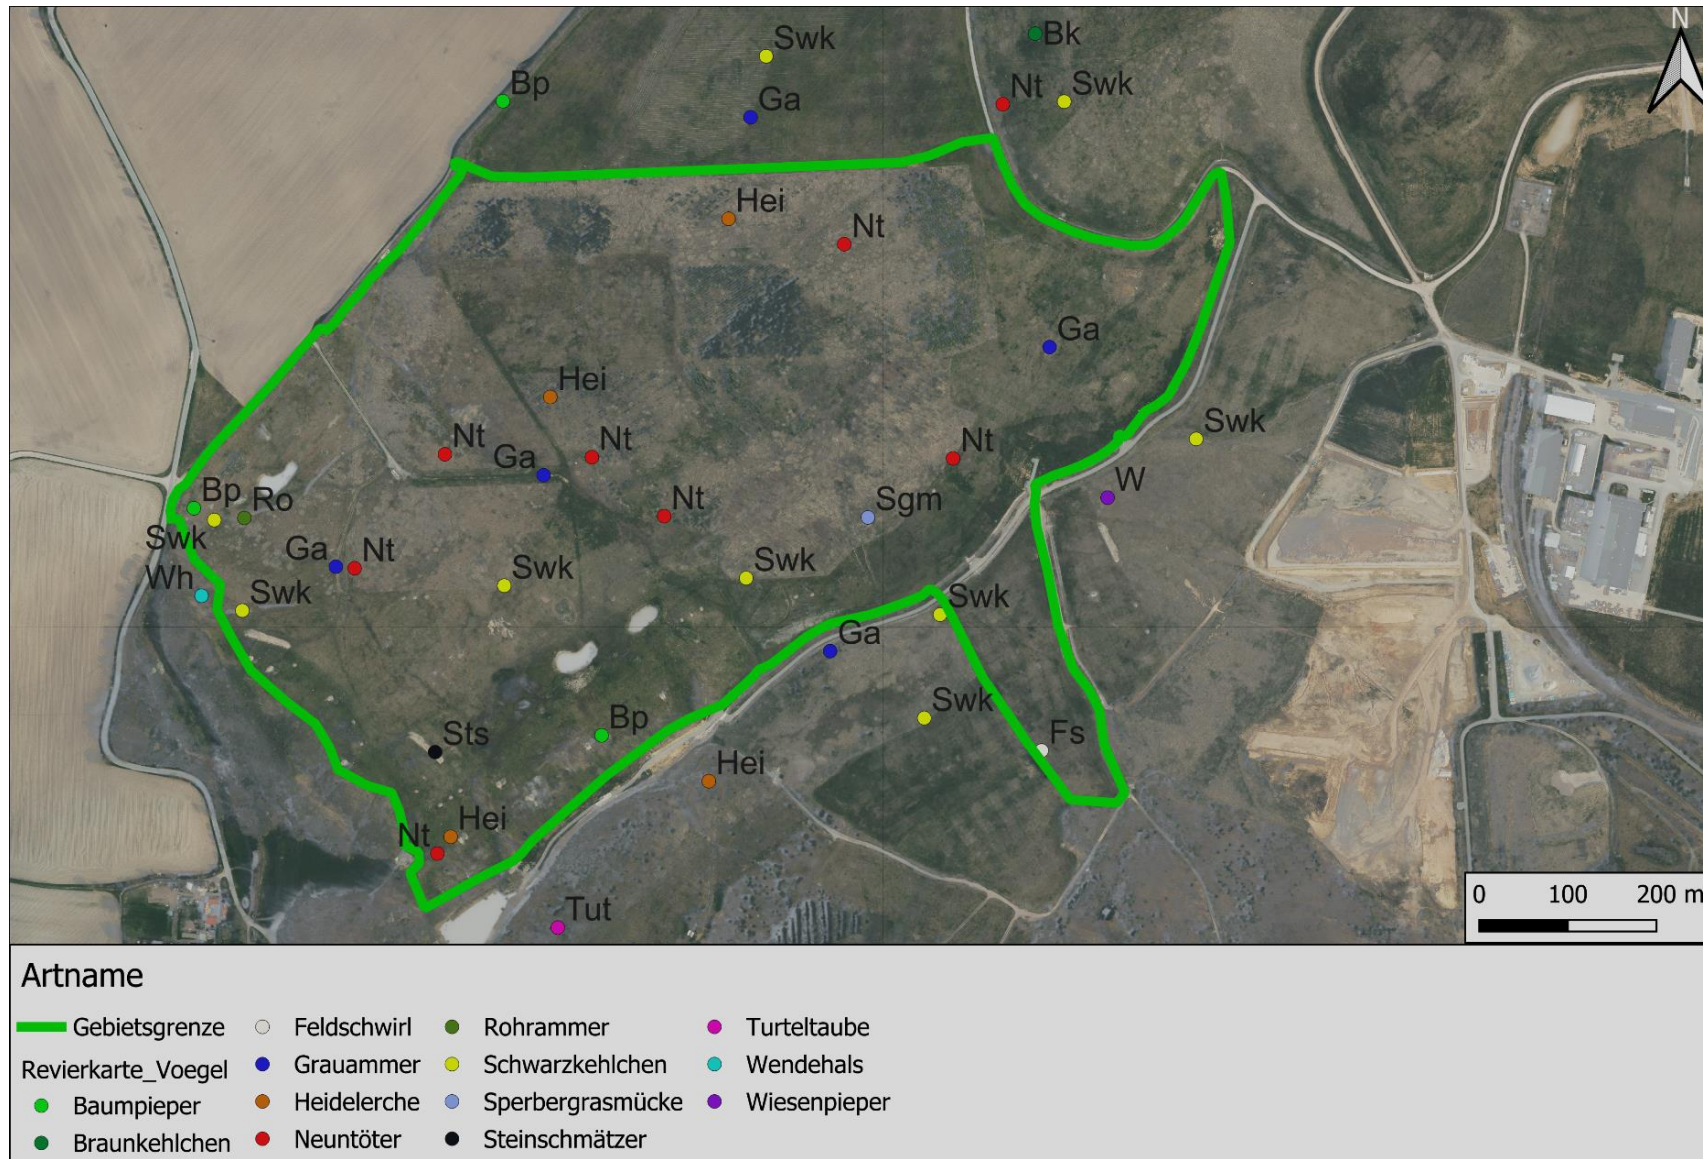 N
Swk
Bk
Bp
Nt
Swk
Ga
Hei
Nt
Ga
Hei
Swk
Nt
Nt
Nt
Ga
W
Bp
Ro
Nt
Sgm
Swk
Ga
Nt
Swk
Swk
Wh
Swk
Swk
Ga
Swk
Sts
Bp
Fs
Hei
Nt
Hei
Tut
0 100 200 m
Artname
Gebietsgrenze
Revierkarte_Voegel
Baumpieper
Braunkehlchen
Feldschwirl
Grauammer
Heidelerche
Neuntöter
Rohrammer
Schwarzkehlchen
Sperbergrasmücke
Steinschmätzer
Turteltaube
Wendehals
Wiesenpieper